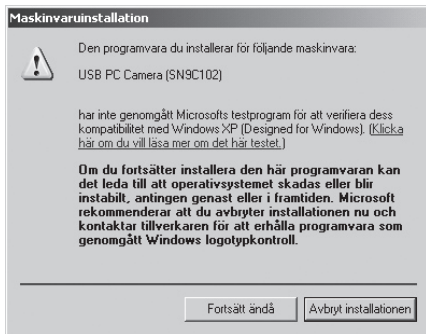 Maskinvaruinstallation
Den programvara du installerar för följande maskinvara:
USB PC Camera (SN9C102)
har inte genomgått Microsofts testprogram för att verifiera dess
kompatibilitet med Windows XP (Designed for Windows). (Klicka
här om du vill läsa mer om det här testet.)
Om du fortsätter installera den här programvaran kan
det leda till att operativsystemet skadas eller blir
instabilt, antingen genast eller i framtiden. Microsoft
rekommenderar att du avbryter installationen nu och
kontaktar tillverkaren för att erhålla programvara som
genomgått Windows logotypkontroll.
Fortsätt ändå
Avbryt installationen